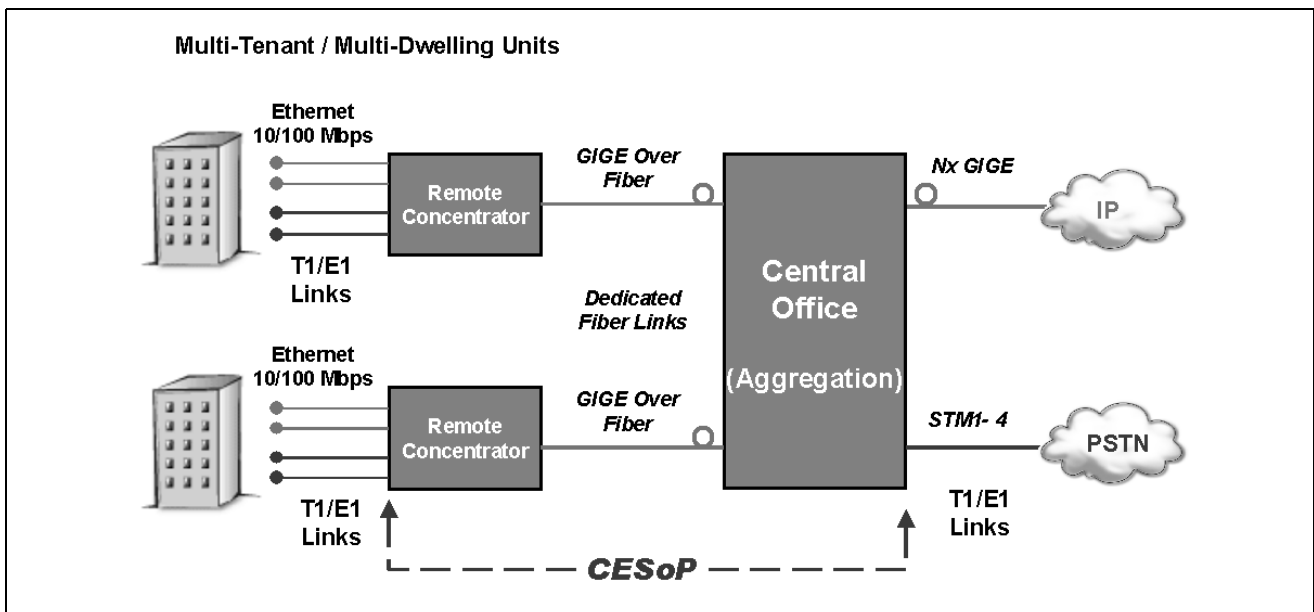 Multi-Tenant / Multi-Dwelling Units
Ethernet
10/100 Mbps
Remote
Concentrator
T1/E1
Links
GIGE Over
Fiber
Dedicated
Fiber Links
Central
Office
(Aggregation)
Nx GIGE
IP
Ethernet
10/100 Mbps
Remote
Concentrator
T1/E1
Links
GIGE Over
Fiber
STM1- 4
PSTN
T1/E1
Links
CESoP